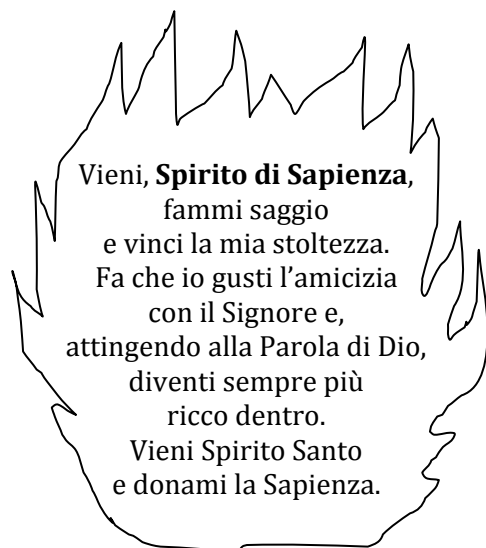 Vieni, Spirito di Sapienza,
fammi saggio
e vinci la mia stoltezza.
Fa che io gusti l’amicizia
con il Signore e,
attingendo alla Parola di Dio,
diventi sempre più
ricco dentro.
Vieni Spirito Santo
e donami la Sapienza.